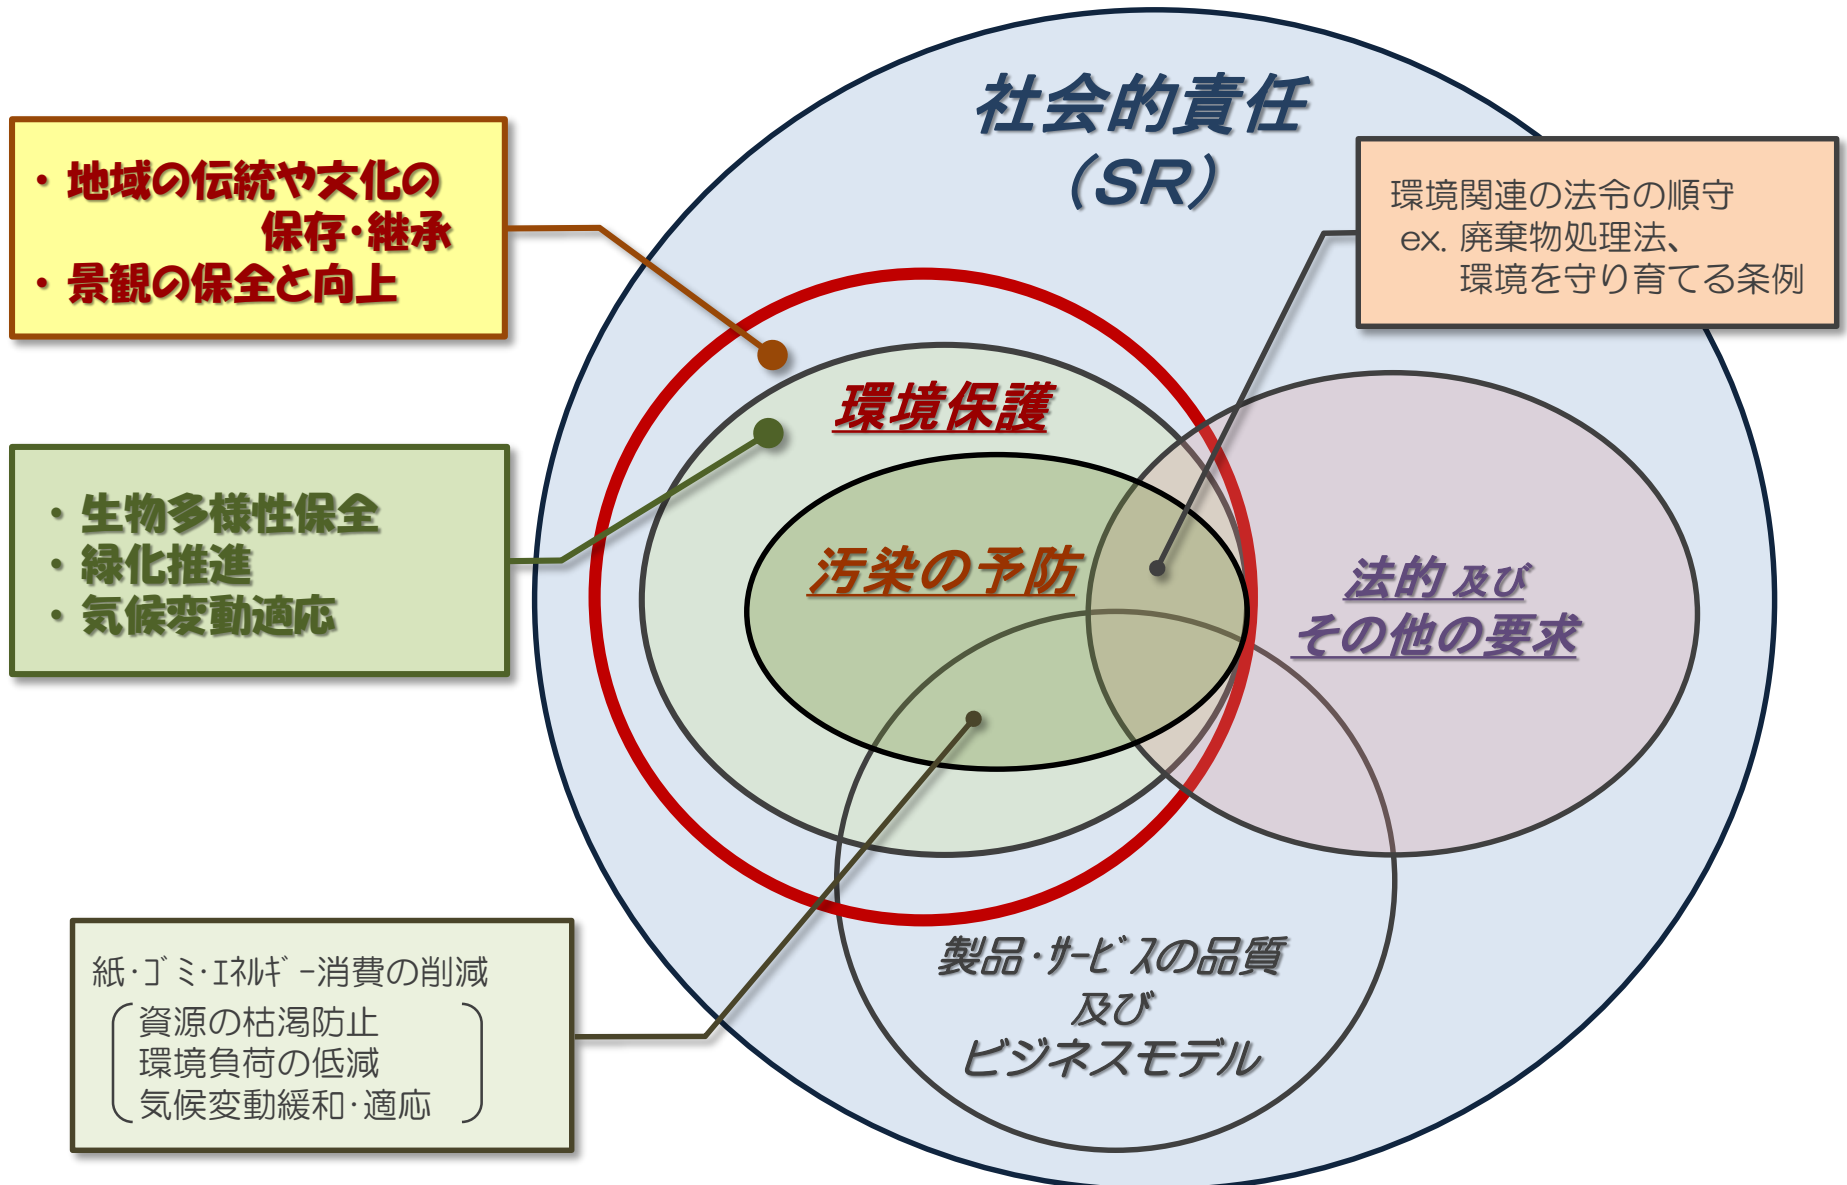 社会的責任
（SR）
・地域の伝統や文化の
保存・継承
・景観の保全と向上
環境関連の法令の順守
ex. 廃棄物処理法、
環境を守り育てる条例
環境保護
・生物多様性保全
・緑化推進
・気候変動適応
汚染の予防
法的 及び
その他の要求
製品・ｻｰﾋﾞｽの品質
及び
ビジネスモデル
紙・ｺﾞﾐ・ｴﾈﾙｷﾞｰ消費の削減
資源の枯渇防止
環境負荷の低減
気候変動緩和・適応